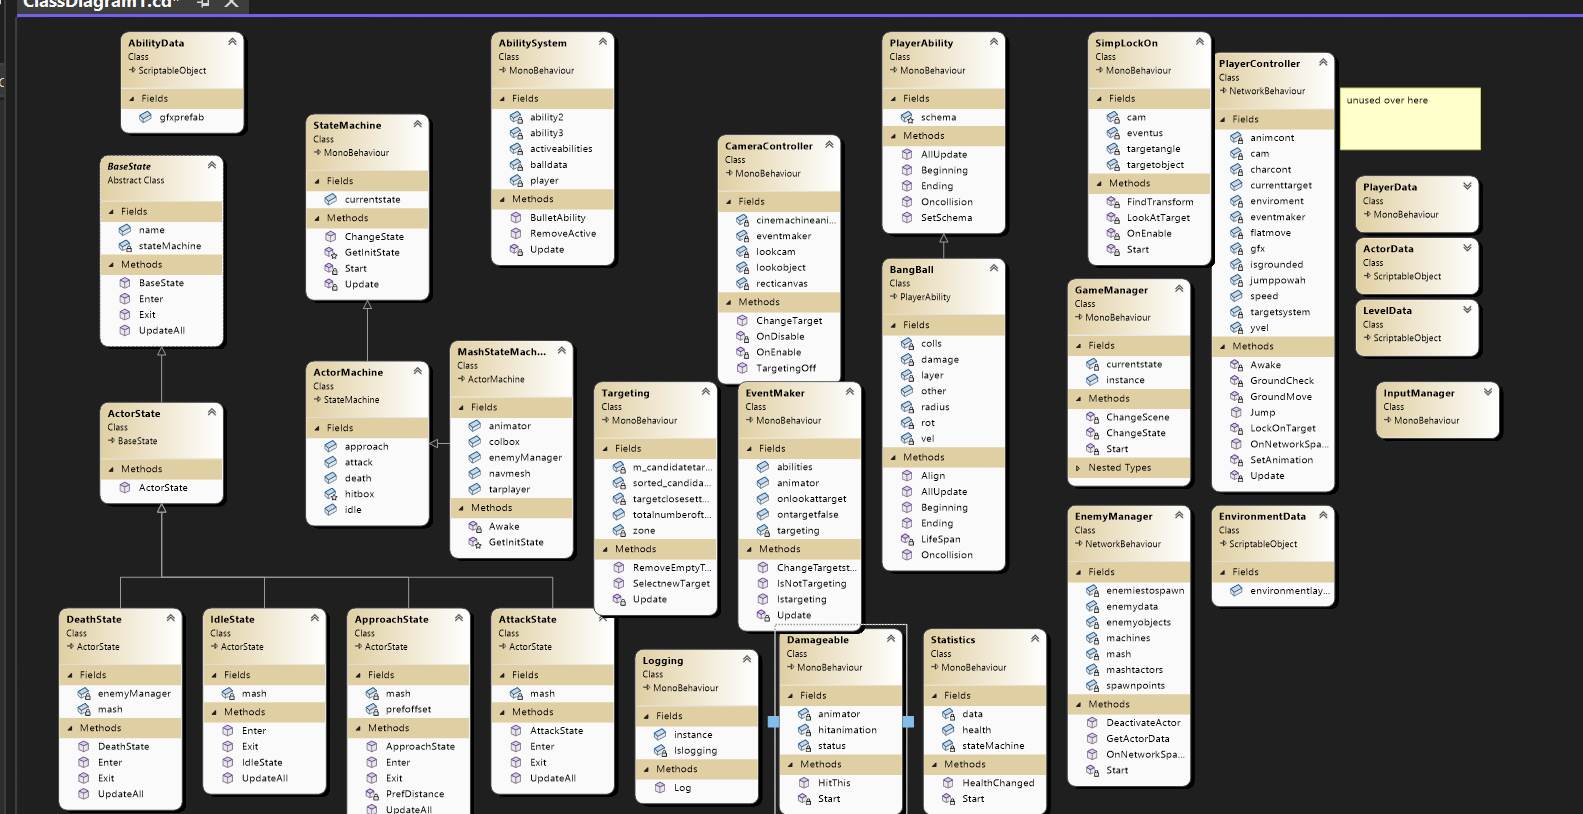 ClassDiagram1.cd*
AbilityData
Class
ScriptableObject
Fields
gfxprefab
BaseState
Abstract Class
Fields
name
stateMachine
Methods
BaseState
Enter
Exit
UpdateAll
ActorState
Class
BaseState
Methods
ActorState
StateMachine
Class
MonoBehaviour
Fields
currentstate
Methods
ChangeState
GetInitState
Start
Update
ActorMachine
Class
StateMachine
Fields
approach
attack
death
hitbox
idle
MashStateMach...
Class
ActorMachine
Fields
animator
colbox
enemyManager
navmesh
tarplayer
Methods
Awake
GetInitState
AbilitySystem
Class
MonoBehaviour
Fields
ability2
ability3
activeabilities
balldata
player
Methods
BulletAbility
RemoveActive
Update
CameraController
Class
MonoBehaviour
Fields
cinemachineani...
eventmaker
lookcam
lookobject
recticanvas
Methods
ChangeTarget
OnDisable
OnEnable
TargetingOff
Targeting
Class
MonoBehaviour
Fields
m_candidatetar...
sorted_candida...
targetclosesett...
totalnumberoft...
zone
Methods
RemoveEmptyT...
SelectnewTarget
Update
EventMaker
Class
MonoBehaviour
Fields
abilities
animator
onlookattarget
ontargetfalse
targeting
Methods
ChangeTargetst...
IsNotTargeting
Istargeting
Update
PlayerAbility
Class
MonoBehaviour
Fields
schema
Methods
AllUpdate
Beginning
Ending
Oncollision
SetSchema
BangBall
Class
PlayerAbility
Fields
colls
damage
layer
other
radius
rot
vel
Methods
Align
AllUpdate
Beginning
Ending
LifeSpan
Oncollision
SimpLockOn
Class
MonoBehaviour
Fields
cam
eventus
targetangle
targetobject
Methods
FindTransform
LookAtTarget
OnEnable
Start
GameManager
Class
MonoBehaviour
Fields
currentstate
instance
Methods
ChangeScene
ChangeState
Start
Nested Types
PlayerController
Class
NetworkBehaviour
Fields
animcont
cam
charcont
currenttarget
enviroment
eventmaker
flatmove
gfx
isgrounded
jumppowah
speed
targetsystem
yvel
Methods
Awake
GroundCheck
GroundMove
Jump
LockOnTarget
OnNetworkSpa...
SetAnimation
Update
unused over here
PlayerData
Class
MonoBehaviour
ActorData
Class
ScriptableObject
LevelData
Class
ScriptableObject
InputManager
Class
MonoBehaviour
EnemyManager
Class
NetworkBehaviour
Fields
enemiestospawn
enemydata
enemyobjects
machines
mash
mashtactors
spawnpoints
Methods
DeactivateActor
GetActorData
OnNetworkSpa...
Start
EnvironmentData
Class
ScriptableObject
Fields
environmentlay...
DeathState
Class
ActorState
Fields
enemyManager
mash
Methods
DeathState
Enter
Exit
UpdateAll
IdleState
Class
ActorState
Fields
mash
Methods
Enter
Exit
IdleState
UpdateAll
ApproachState
Class
ActorState
Fields
mash
prefoffset
Methods
ApproachState
Enter
Exit
PrefDistance
UpdateAll
AttackState
Class
ActorState
Fields
mash
Methods
AttackState
Enter
Exit
UpdateAll
Logging
Class
MonoBehaviour
Fields
instance
Islogging
Methods
Log
Damageable
Class
MonoBehaviour
Fields
animator
hitanimation
status
Methods
HitThis
Start
Statistics
Class
MonoBehaviour
Fields
data
health
stateMachine
Methods
HealthChanged
Start